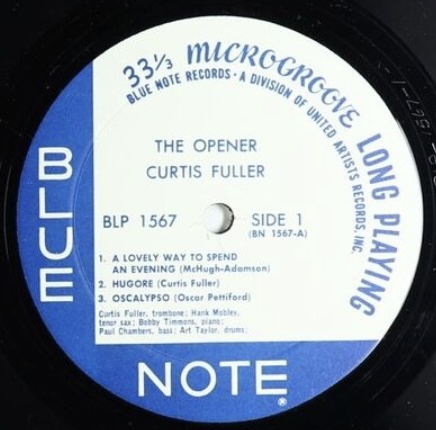 33⅓ MICROGROOVE LONG PLAYING
BLUE NOTE RECORDS · A DIVISION OF UNITED ARTISTS RECORDS, INC.
THE OPENER
CURTIS FULLER
BLP 1567
SIDE 1
(BN 1567-A)
1. A LOVELY WAY TO SPEND
AN EVENING (McHugh-Adamson)
2. HUGORE (Curtis Fuller)
3. OSCALYPSO (Oscar Pettiford)
Curtis Fuller, trombone; Hank Mobley,
tenor sax; Bobby Timmons, piano;
Paul Chambers, bass; Art Taylor, drums;
BLUE
NOTE®